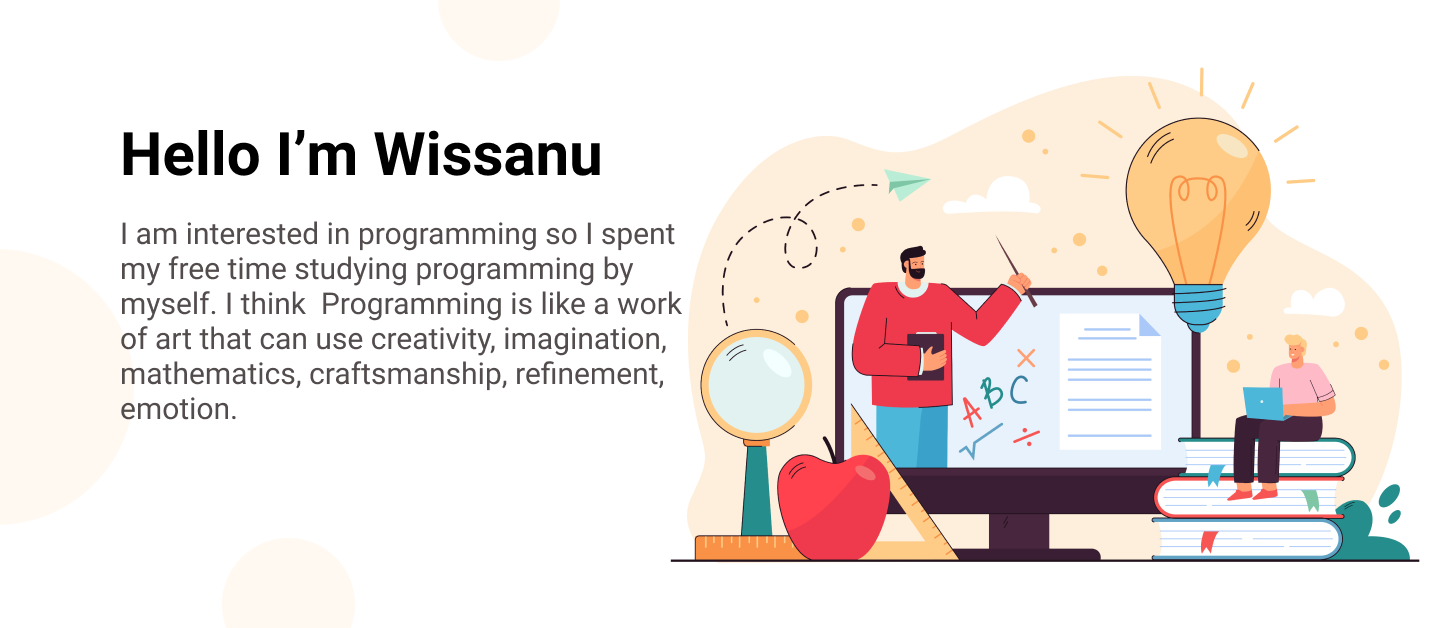 Hello I’m Wissanu
I am interested in programming so I spent
my free time studying programming by
myself. I think  Programming is like a work
of art that can use creativity, imagination,
mathematics, craftsmanship, refinement,
emotion.
A B C